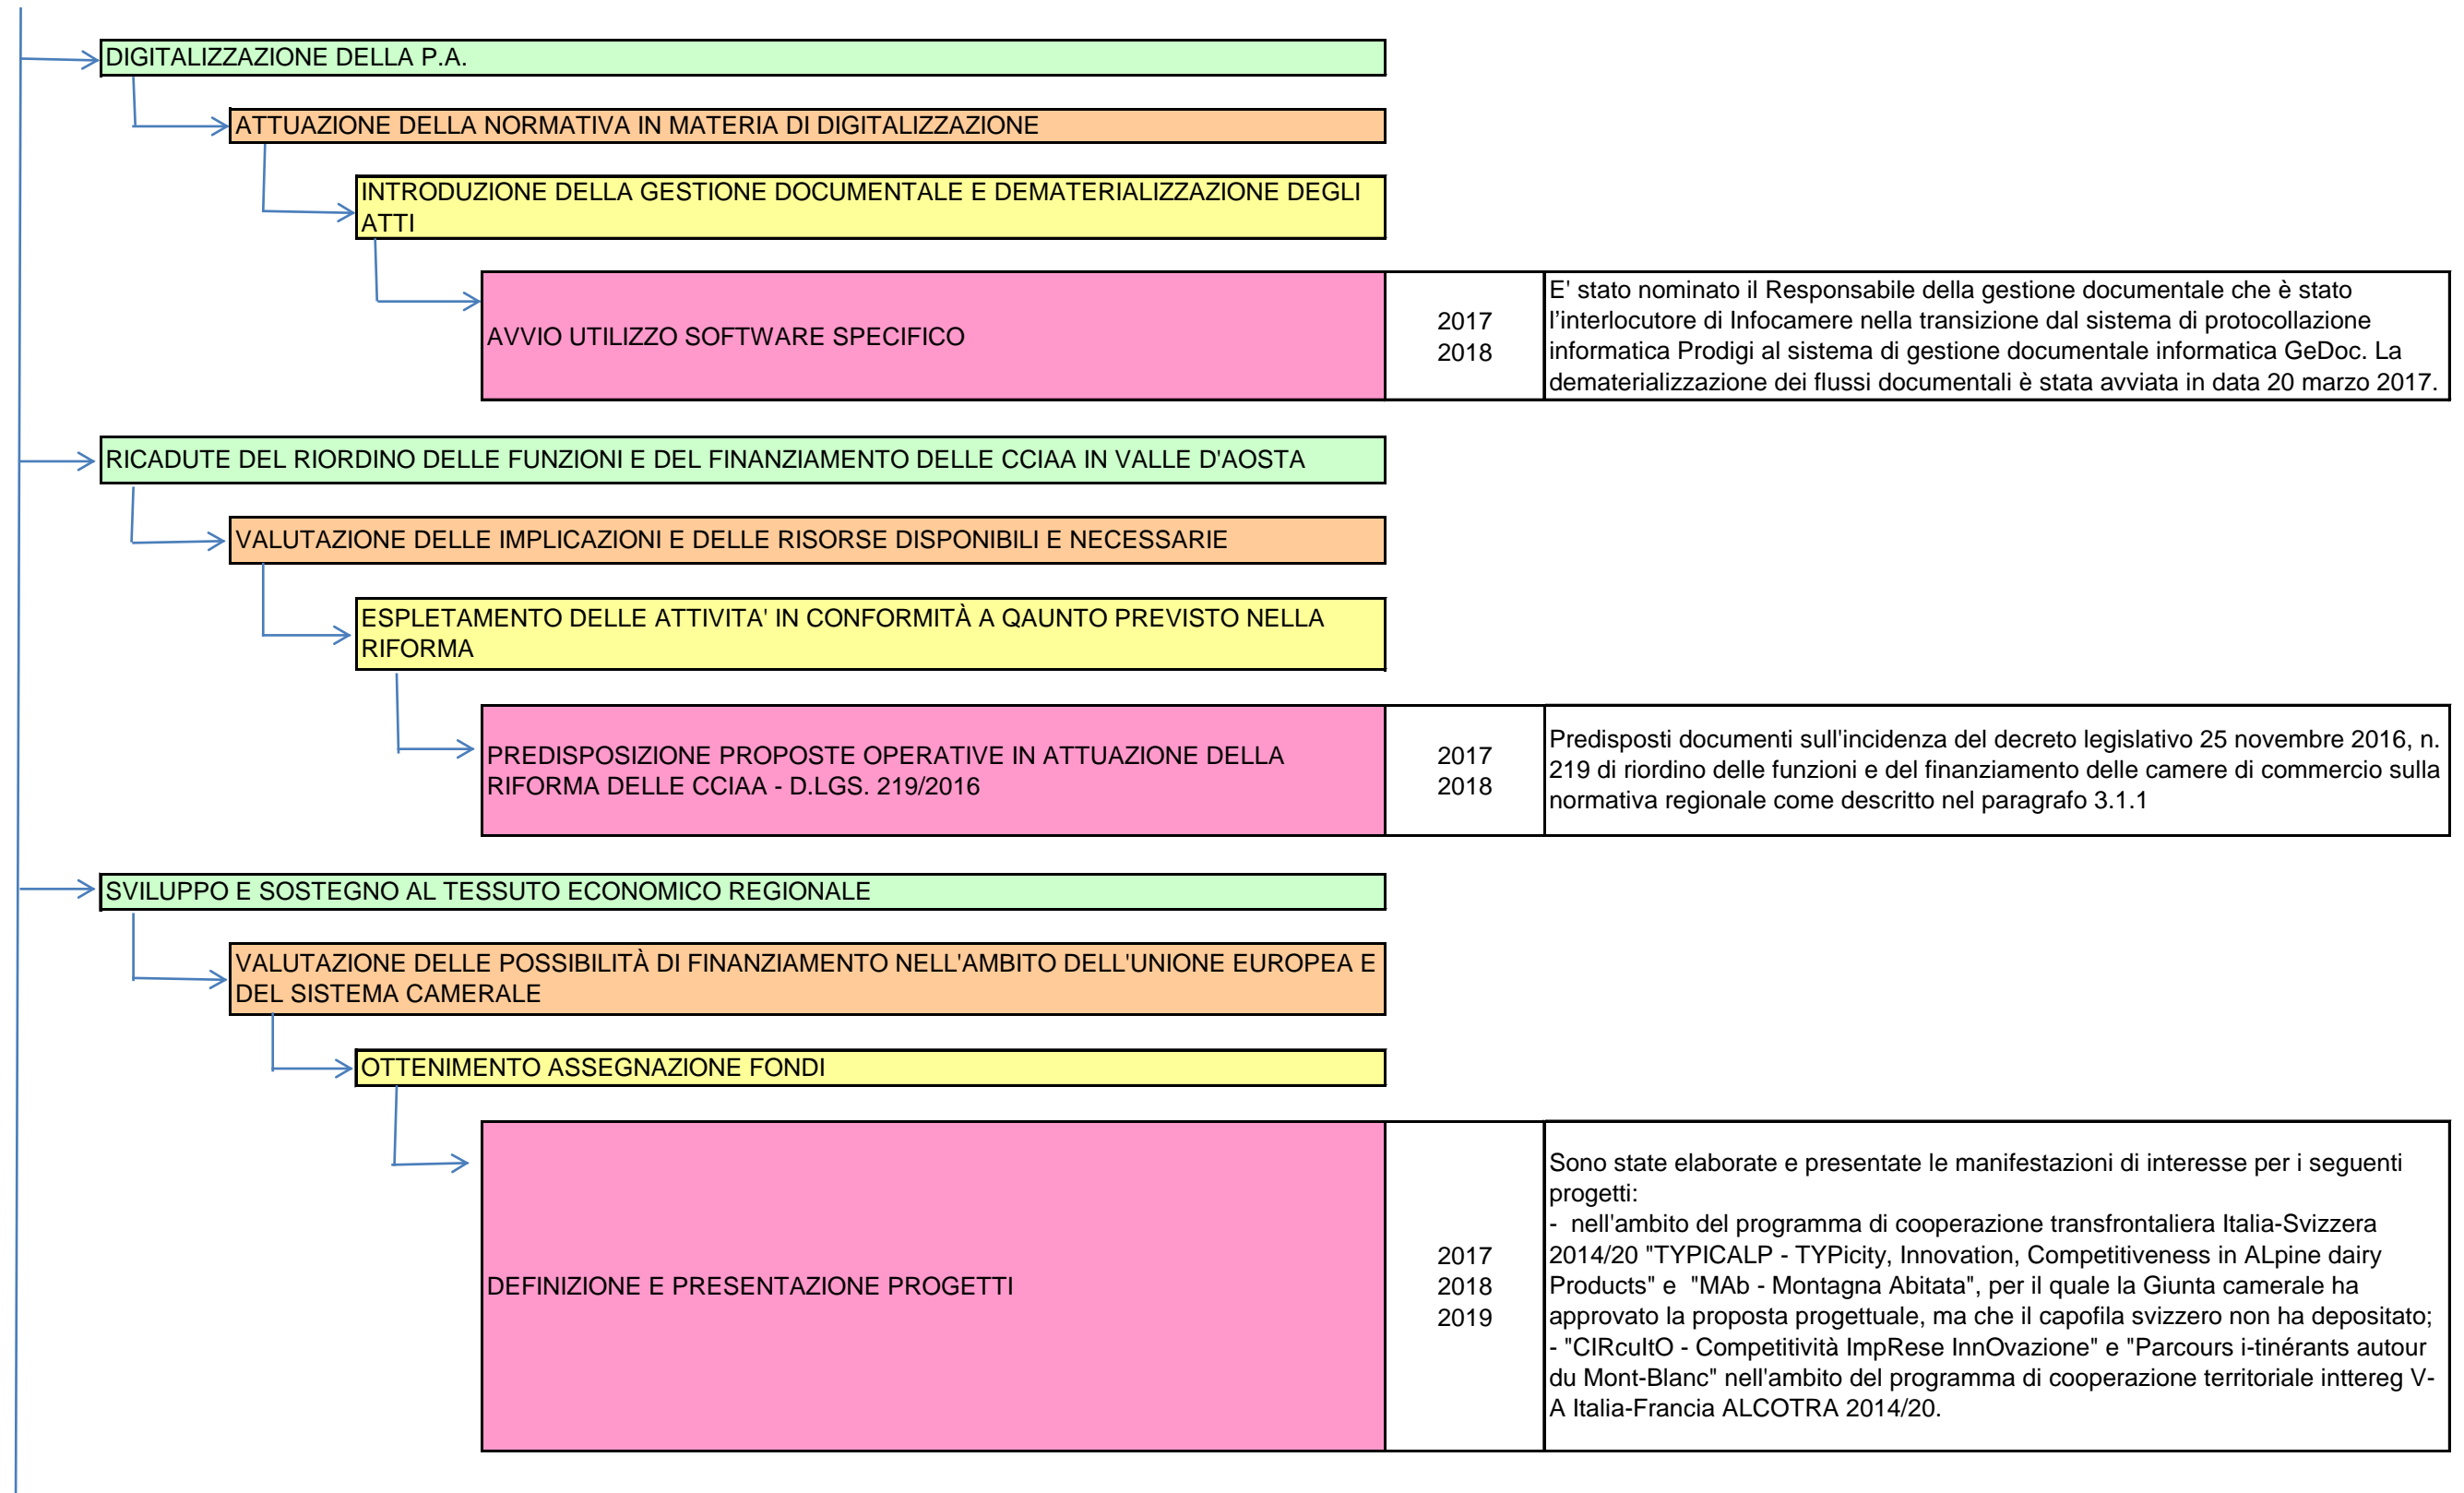 DIGITALIZZAZIONE DELLA P.A.
ATTUAZIONE DELLA NORMATIVA IN MATERIA DI DIGITALIZZAZIONE
INTRODUZIONE DELLA GESTIONE DOCUMENTALE E DEMATERIALIZZAZIONE DEGLI
ATTI
AVVIO UTILIZZO SOFTWARE SPECIFICO
2017
2018
E' stato nominato il Responsabile della gestione documentale che è stato
l'interlocutore di Infocamere nella transizione dal sistema di protocollazione
informatica Prodigi al sistema di gestione documentale informatica GeDoc. La
dematerializzazione dei flussi documentali è stata avviata in data 20 marzo 2017.
RICADUTE DEL RIORDINO DELLE FUNZIONI E DEL FINANZIAMENTO DELLE CCIAA IN VALLE D'AOSTA
VALUTAZIONE DELLE IMPLICAZIONI E DELLE RISORSE DISPONIBILI E NECESSARIE
ESPLETAMENTO DELLE ATTIVITA' IN CONFORMITÀ A QAUNTO PREVISTO NELLA
RIFORMA
PREDISPOSIZIONE PROPOSTE OPERATIVE IN ATTUAZIONE DELLA
RIFORMA DELLE CCIAA - D.LGS. 219/2016
2017
2018
Predisposti documenti sull'incidenza del decreto legislativo 25 novembre 2016, n.
219 di riordino delle funzioni e del finanziamento delle camere di commercio sulla
normativa regionale come descritto nel paragrafo 3.1.1
SVILUPPO E SOSTEGNO AL TESSUTO ECONOMICO REGIONALE
VALUTAZIONE DELLE POSSIBILITÀ DI FINANZIAMENTO NELL'AMBITO DELL'UNIONE EUROPEA E
DEL SISTEMA CAMERALE
OTTENIMENTO ASSEGNAZIONE FONDI
DEFINIZIONE E PRESENTAZIONE PROGETTI
2017
2018
2019
Sono state elaborate e presentate le manifestazioni di interesse per i seguenti
progetti:
-  nell'ambito del programma di cooperazione transfrontaliera Italia-Svizzera
2014/20 "TYPICALP - TYPicity, Innovation, Competitiveness in ALpine dairy
Products" e  "MAb - Montagna Abitata", per il quale la Giunta camerale ha
approvato la proposta progettuale, ma che il capofila svizzero non ha depositato;
- "CIRcuItO - Competitività ImpRese InnOvazione" e "Parcours i-tinérants autour
du Mont-Blanc" nell'ambito del programma di cooperazione territoriale inttereg V-
A Italia-Francia ALCOTRA 2014/20.